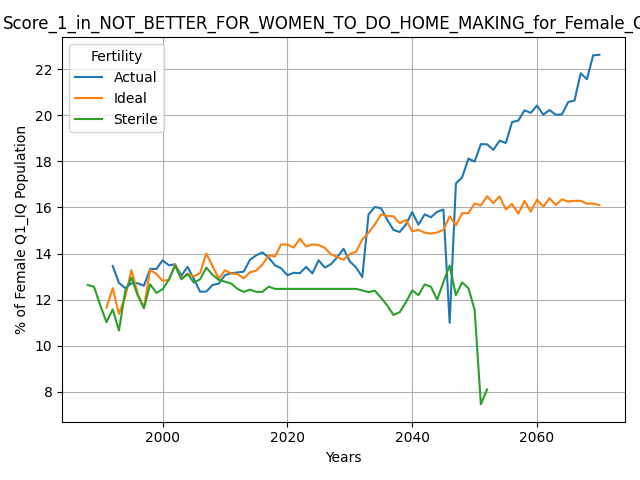 Score_1_in_NOT_BETTER_FOR_WOMEN_TO_DO_HOME_MAKING_for_Female_
Fertility
Actual
Ideal
Sterile
% of Female Q1_IQ Population
22
20
18
16
14
12
10
8
2000
2020
2040
2060
Years